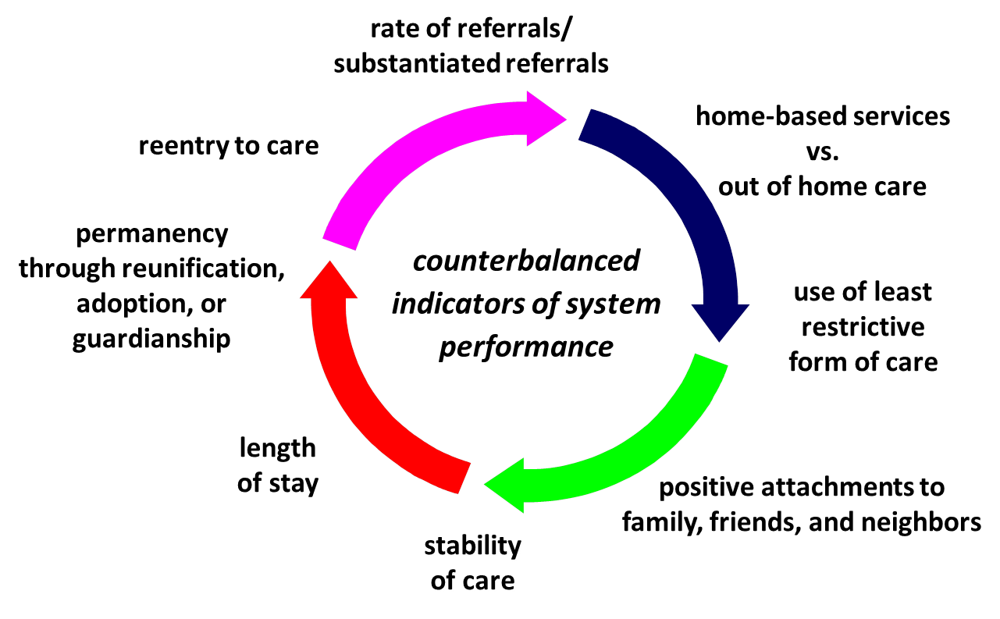 rate of referrals/
substantiated referrals
home-based services
vs.
out of home care
use of least
restrictive
form of care
positive attachments to
family, friends, and neighbors
stability
of care
length
of stay
permanency
through reunification,
adoption, or
guardianship
reentry to care
counterbalanced
indicators of system
performance